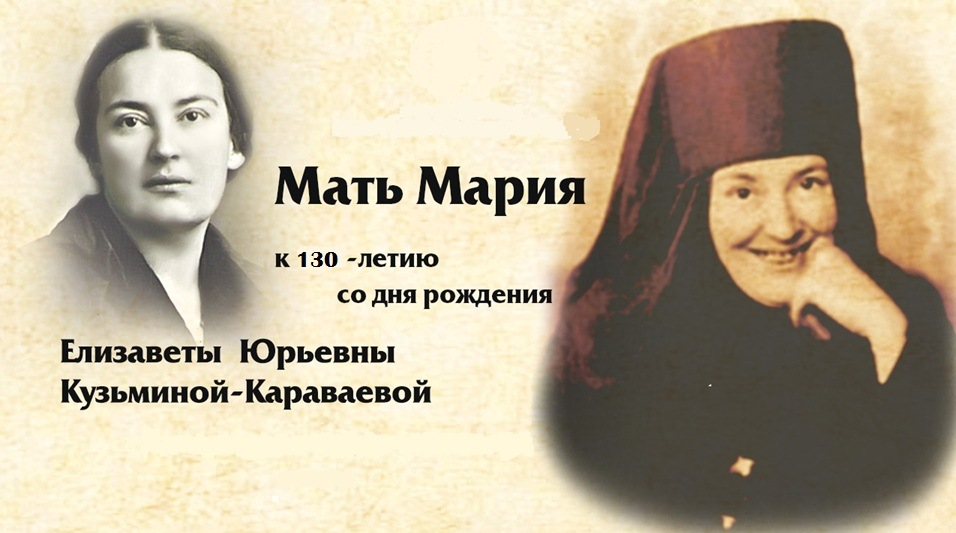 Мать Мария
к 130 -летию
со дня рождения
Елизаветы Юрьевны
Кузьминой-Караваевой